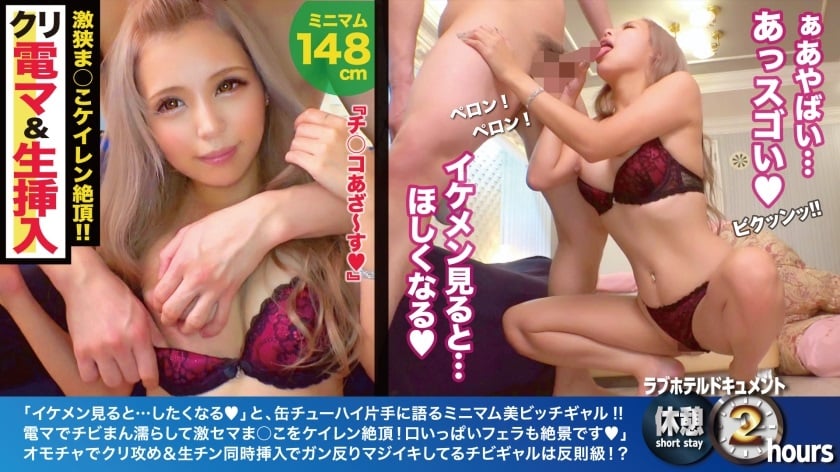 激狭ま○こケイレン絶頂!!
クリ電マ&生挿入
ミニマム
148cm
『チ○コあざ〜す♥』
ペロン!
ペロン!
イケメン見ると…
ほしくなる♥
ぁあやばい…
あっスゴい♥
ビクッンッ!!
ラブホテルドキュメント
休憩
short stay
2
hours
「イケメン見ると…したくなる♥」と、缶チューハイ片手に語るミニマム美ビッチギャル!!
電マでチビまん濡らして激セマま○こをケイレン絶頂!口いっぱいフェラも絶景です♥」
オモチャでクリ攻め&生チン同時挿入でガン反りマジイキしてるチビギャルは反則級!?